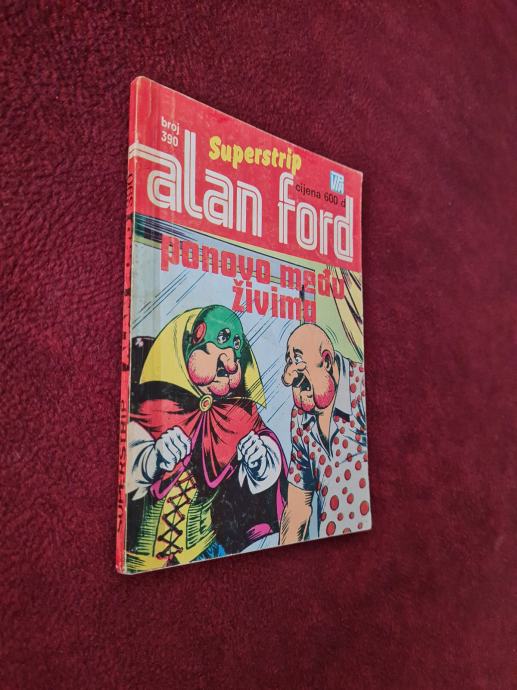 broj
390
Superstrip
cijena 600 d
alan ford
ponovo među
živima
SUPERSTRIP